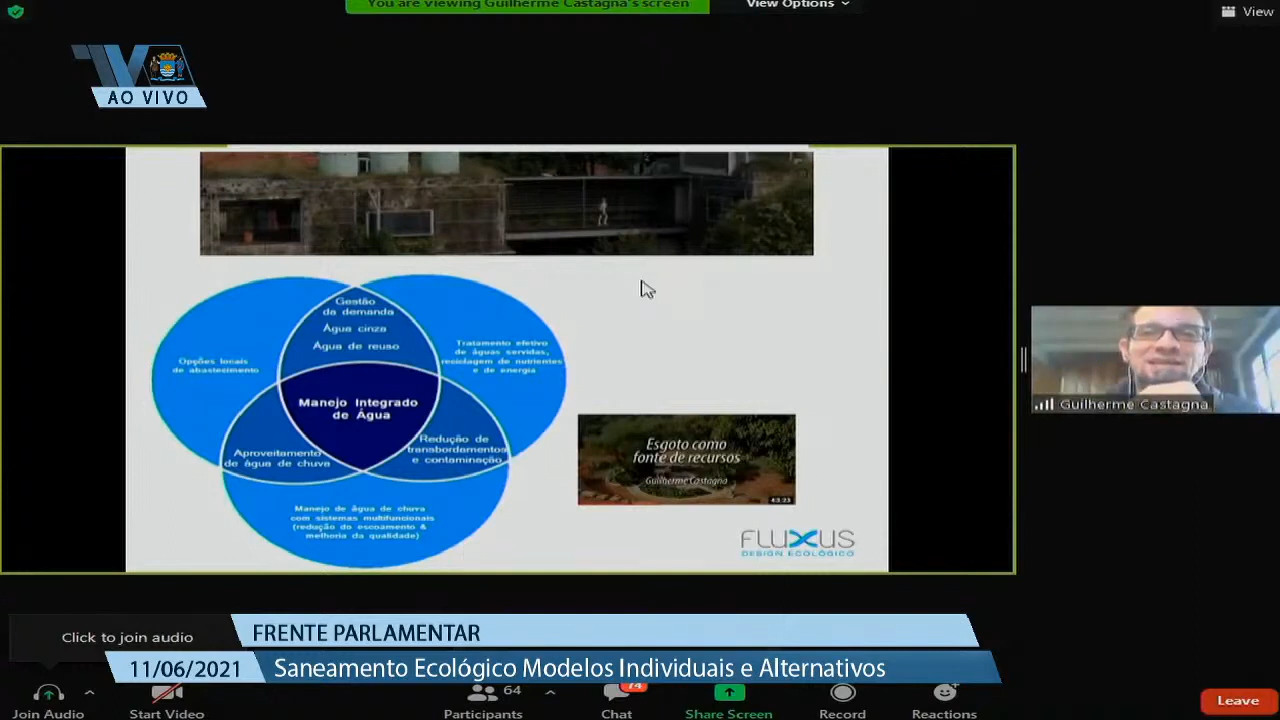 You are viewing Guilherme Castagna's screen
View Options
View
TV
AO VIVO
Gestão
da demanda
Água cinza
Água de reuso
Opções locais
de abastecimento
Tratamento efetivo
de águas servidas,
reciclagem de nutrientes
e de energia
Manejo Integrado
de Água
Aproveitamento
de água de chuva
Redução de
transbordamentos
e contaminação
Manejo de água de chuva
com sistemas multifuncionais
(redução do escoamento &
melhoria da qualidade)
Esgoto como
fonte de recursos
Guilherme Castagna
43:23
FLUXUS
DESIGN ECOLÓGICO
Guilherme Castagna
Click to join audio
FRENTE PARLAMENTAR
11/06/2021
Saneamento Ecológico Modelos Individuais e Alternativos
Join Audio
Start Video
64
Participants
74
Chat
Share Screen
Record
Reactions
Leave